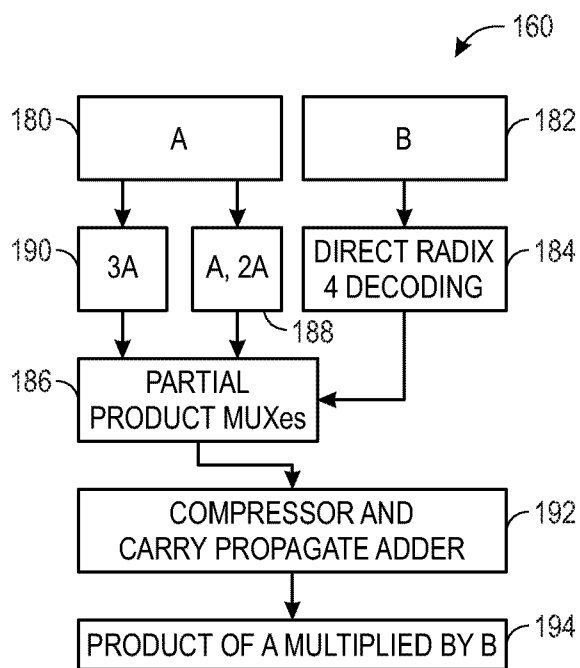 160
180
A
B
182
190
3A
A, 2A
188
DIRECT RADIX
4 DECODING
184
186
PARTIAL
PRODUCT MUXes
COMPRESSOR AND
CARRY PROPAGATE ADDER
192
PRODUCT OF A MULTIPLIED BY B
194